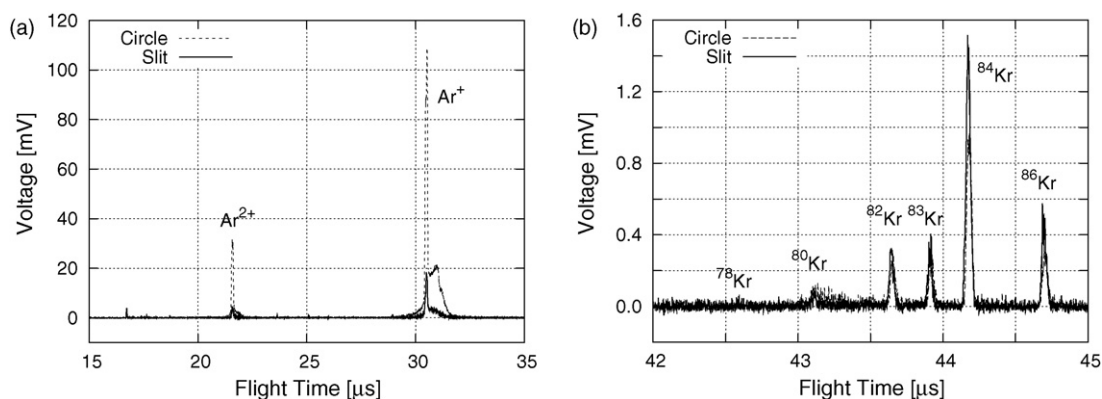 (a)
120
100
80
60
40
20
0
Voltage [mV]
Circle
Slit
Ar2+
Ar+
15 20 25 30 35
Flight Time [μs]
(b)
1.6
1.2
0.8
0.4
0.0
Voltage [mV]
Circle
Slit
78Kr
80Kr
82Kr
83Kr
84Kr
86Kr
42 43 44 45
Flight Time [μs]